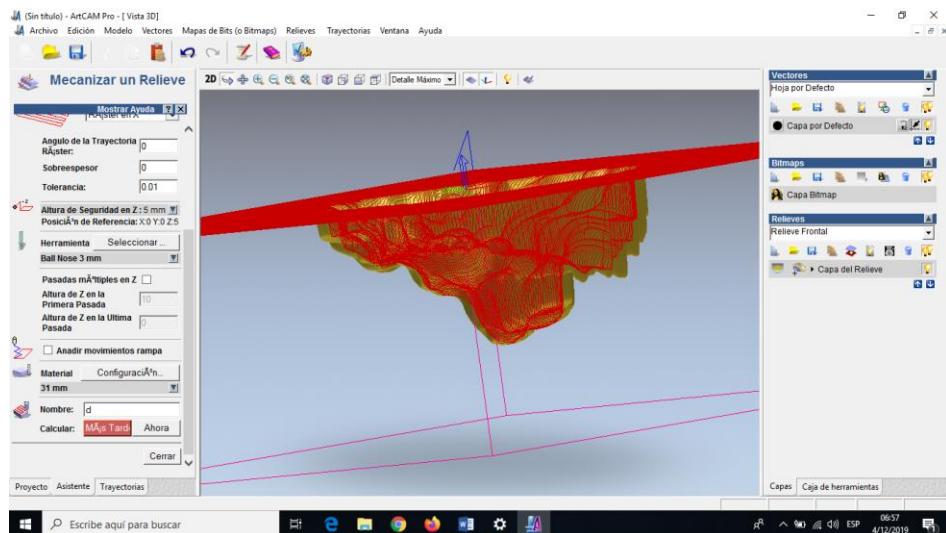 (Sin título) - ArtCAM Pro - [ Vista 3D]
Archivo Edición Modelo Vectores Mapas de Bits (o Bitmaps) Relieves Trayectorias Ventana Ayuda
Mecanizar un Relieve
2D
Detalle Máximo
Mostrar Ayuda
RÃ¡ster en X
Angulo de la Trayectoria
RÃ¡ster:
0
Sobreespesor
0
Tolerancia:
0.01
Altura de Seguridad en Z: 5 mm
PosiciÃ³n de Referencia: X:0 Y:0 Z:5
Herramienta Seleccionar ...
Ball Nose 3 mm
Pasadas mÃºltiples en Z
Altura de Z en la
Primera Pasada
10
Altura de Z en la Ultima
Pasada
0
Anadir movimientos rampa
Material ConfiguraciÃ³n...
31 mm
Nombre: d
Calcular: MÃ¡s Tard Ahora
Cerrar
Proyecto Asistente Trayectorias
Vectores
Hoja por Defecto
Capa por Defecto
Bitmaps
Capa Bitmap
Relieves
Relieve Frontal
Capa del Relieve
Capas Caja de herramientas
Escribe aquí para buscar
ESP
06:57
4/12/2019